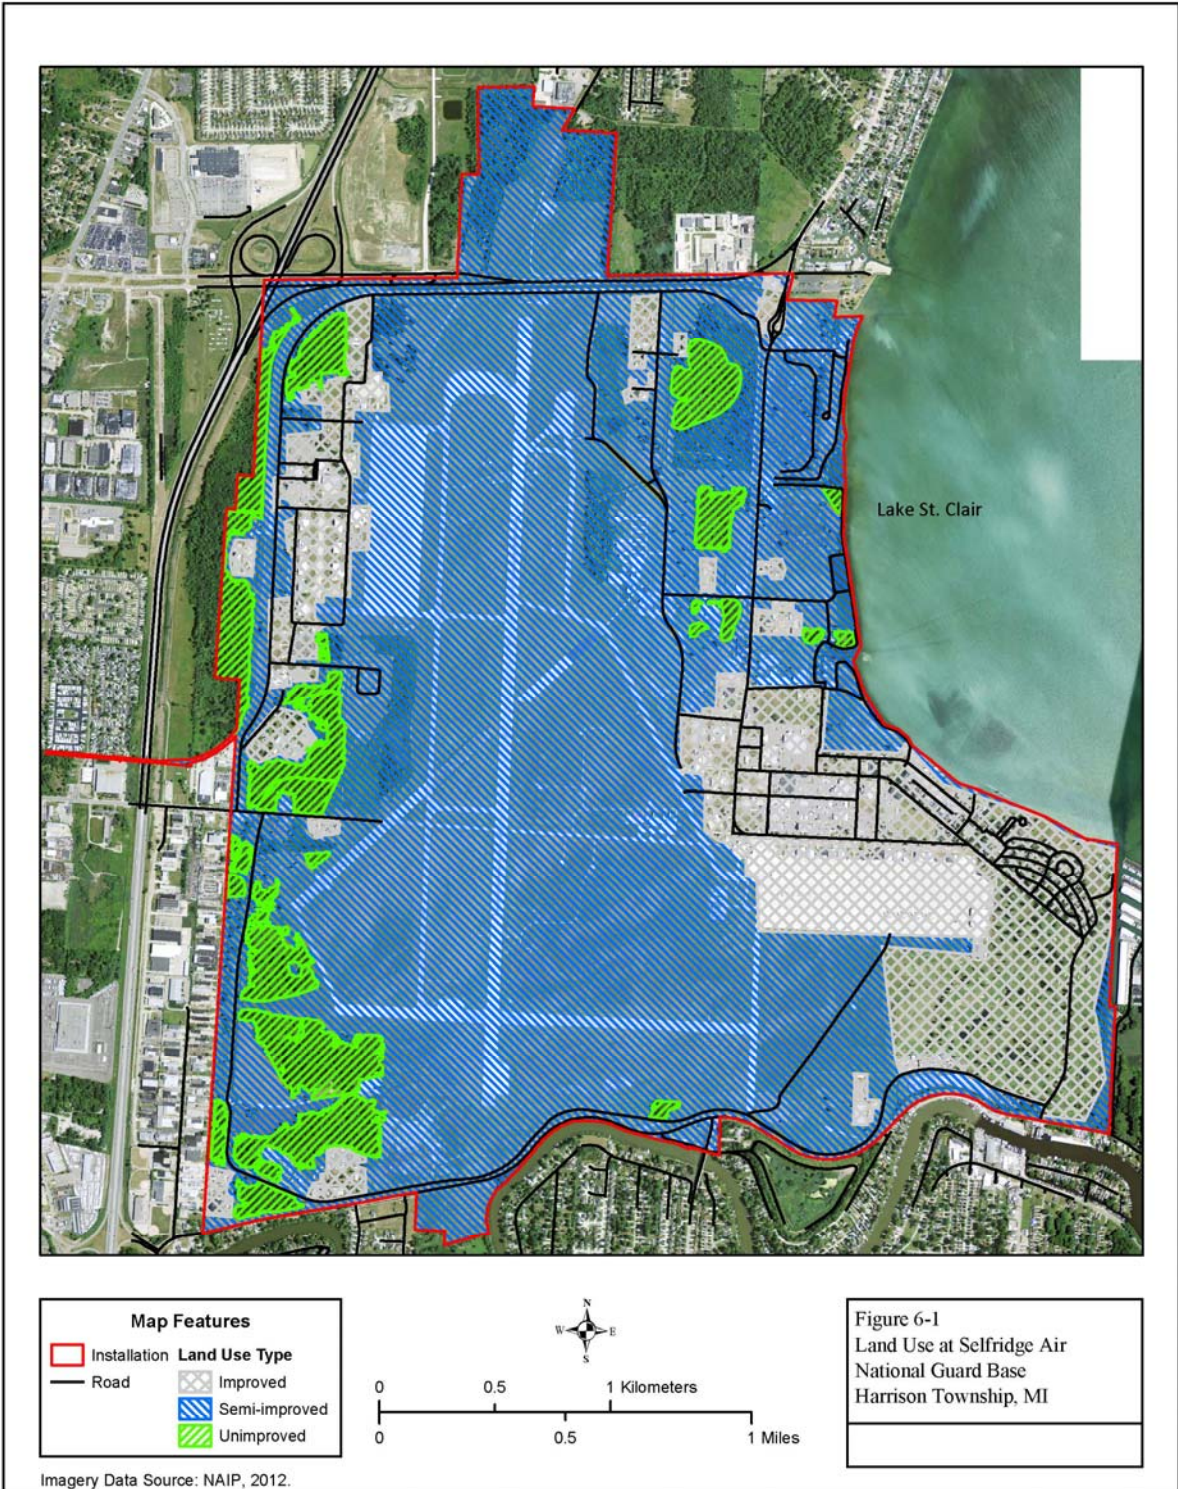 Lake St. Clair
Map Features
Installation
Road
Land Use Type
Improved
Semi-improved
Unimproved
N
W E
S
0 0.5 1 Kilometers
0 0.5 1 Miles
Figure 6-1
Land Use at Selfridge Air
National Guard Base
Harrison Township, MI
Imagery Data Source: NAIP, 2012.